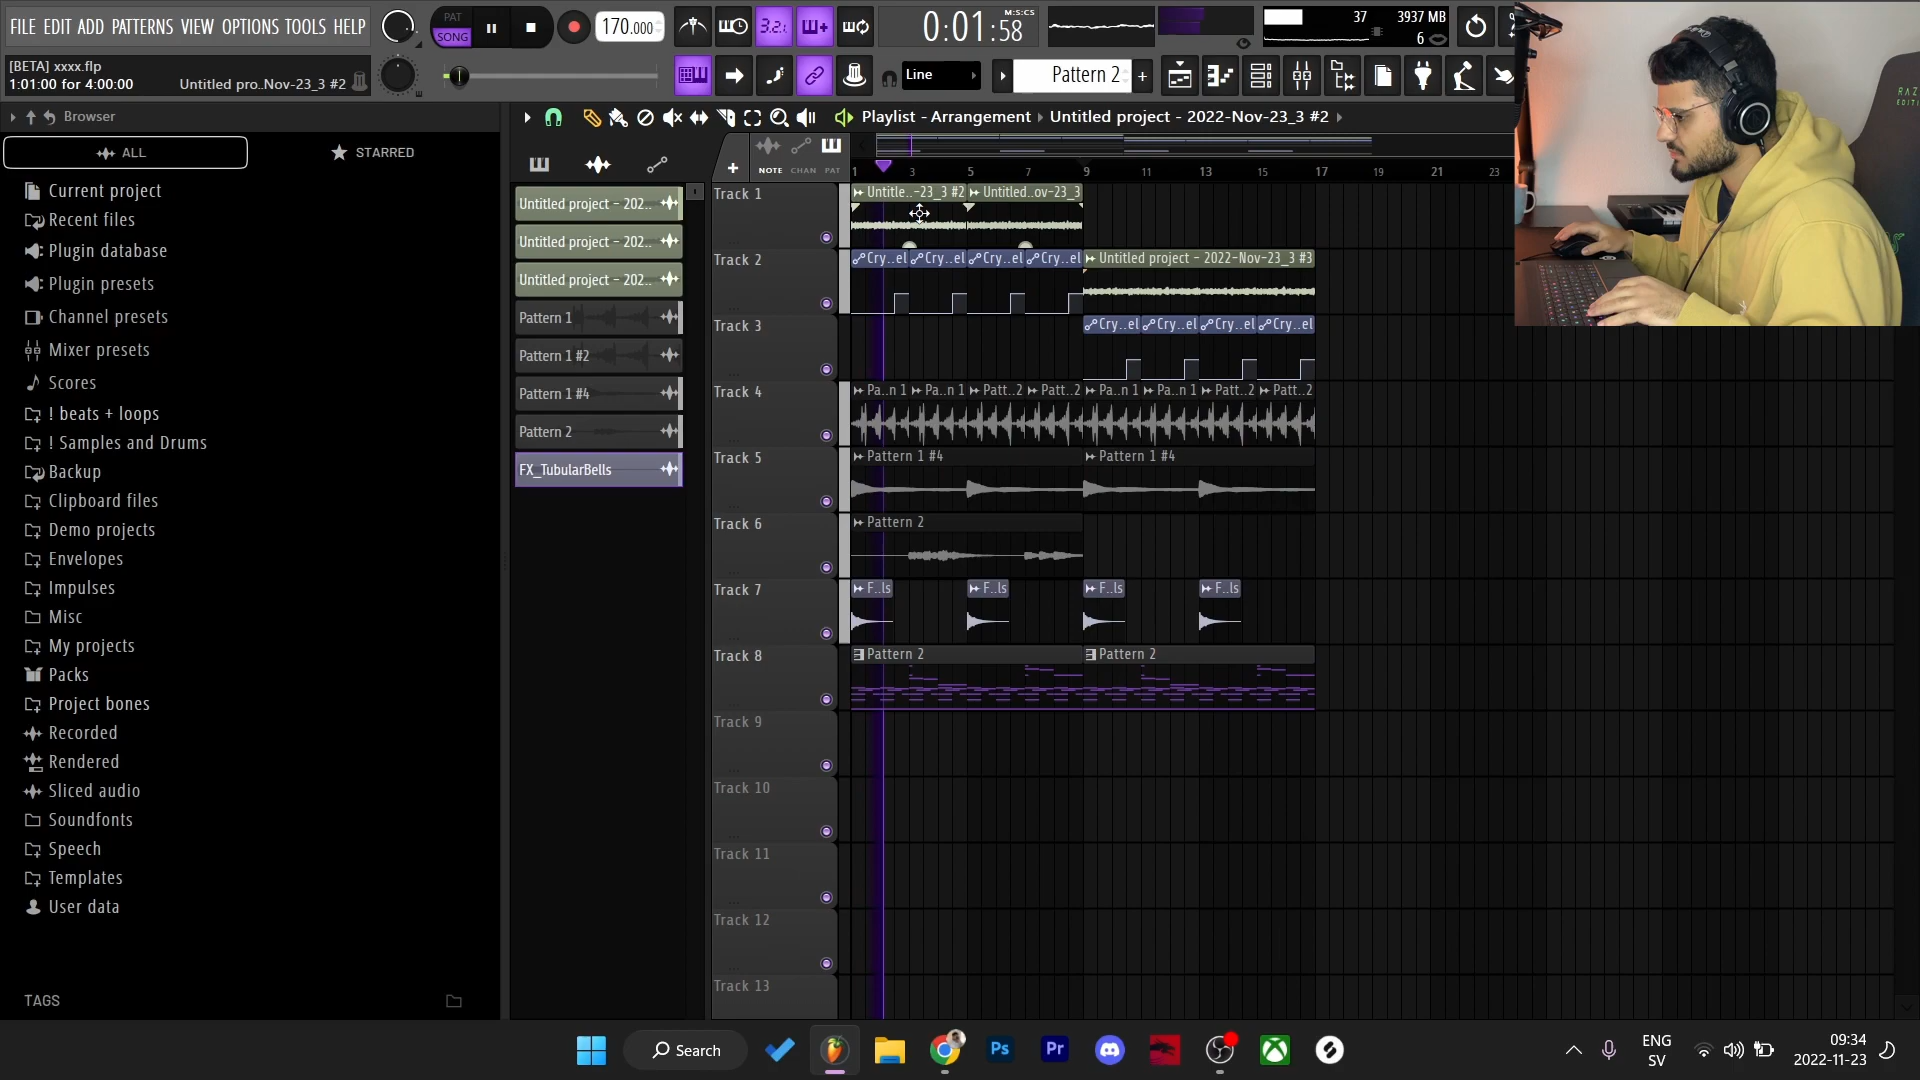 FILE EDIT ADD PATTERNS VIEW OPTIONS TOOLS HELP
[BETA] xxxx.flp
1:01:00 for 4:00:00 Untitled pro..Nov-23_3 #2
PAT
SONG
170.000
3.2.1
0:01:58
M:S:CS
37
3937 MB
6
Line
Pattern 2
Browser
ALL
STARRED
Current project
Recent files
Plugin database
Plugin presets
Channel presets
Mixer presets
Scores
! beats + loops
! Samples and Drums
Backup
Clipboard files
Demo projects
Envelopes
Impulses
Misc
My projects
Packs
Project bones
Recorded
Rendered
Sliced audio
Soundfonts
Speech
Templates
User data
TAGS
Playlist - Arrangement Untitled project - 2022-Nov-23_3 #2
NOTE CHAN PAT
1 3 5 7 9 11 13 15 17 19 21 23
Untitled project - 202..
Untitled project - 202..
Untitled project - 202..
Pattern 1
Pattern 1 #2
Pattern 1 #4
Pattern 2
FX_TubularBells
Track 1
Untitle..-23_3 #2 Untitled..ov-23_3
Track 2
Cry..el Cry..el Cry..el Cry..el Untitled project - 2022-Nov-23_3 #3
Track 3
Cry..el Cry..el Cry..el Cry..el
Track 4
Pa..n 1 Pa..n 1 Patt..2 Patt..2 Pa..n 1 Pa..n 1 Patt..2 Patt..2
Track 5
Pattern 1 #4 Pattern 1 #4
Track 6
Pattern 2
Track 7
F..ls F..ls F..ls F..ls
Track 8
Pattern 2 Pattern 2
Track 9
Track 10
Track 11
Track 12
Track 13
Search
Ps
Pr
ENG
SV
09:34
2022-11-23